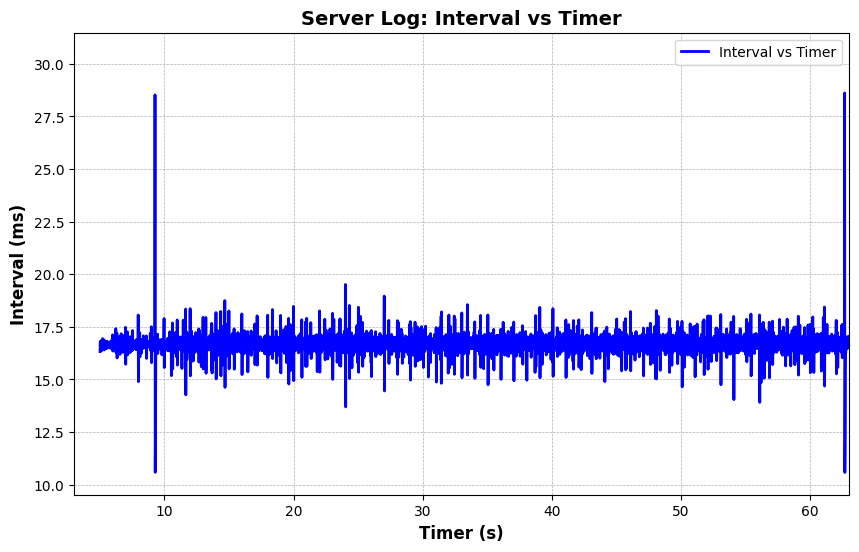 Server Log: Interval vs Timer
Interval vs Timer
30.0
27.5
25.0
22.5
20.0
17.5
15.0
12.5
10.0
Interval (ms)
10 20 30 40 50 60
Timer (s)